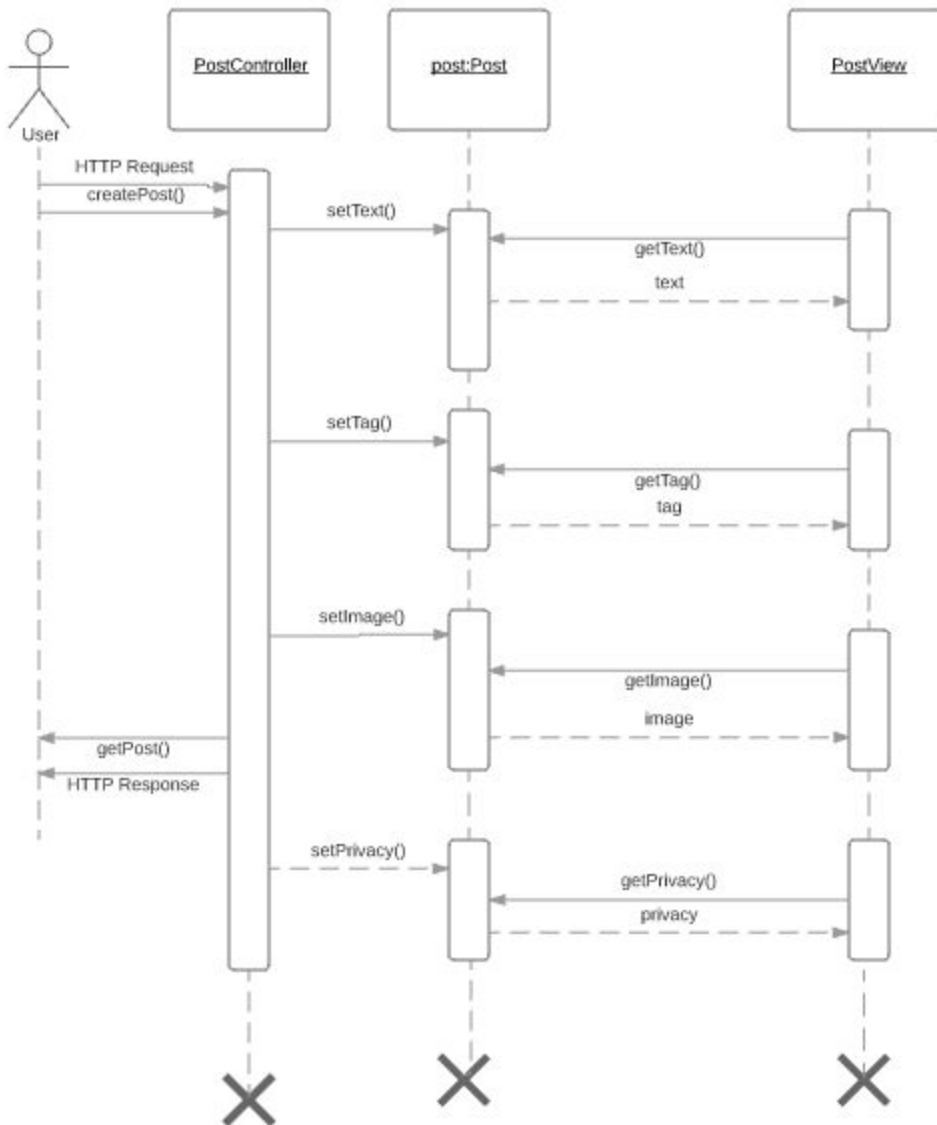 PostController
post:Post
PostView
User
HTTP Request
createPost()
setText()
getText()
text
setTag()
getTag()
tag
setImage()
getImage()
image
getPost()
HTTP Response
setPrivacy()
getPrivacy()
privacy